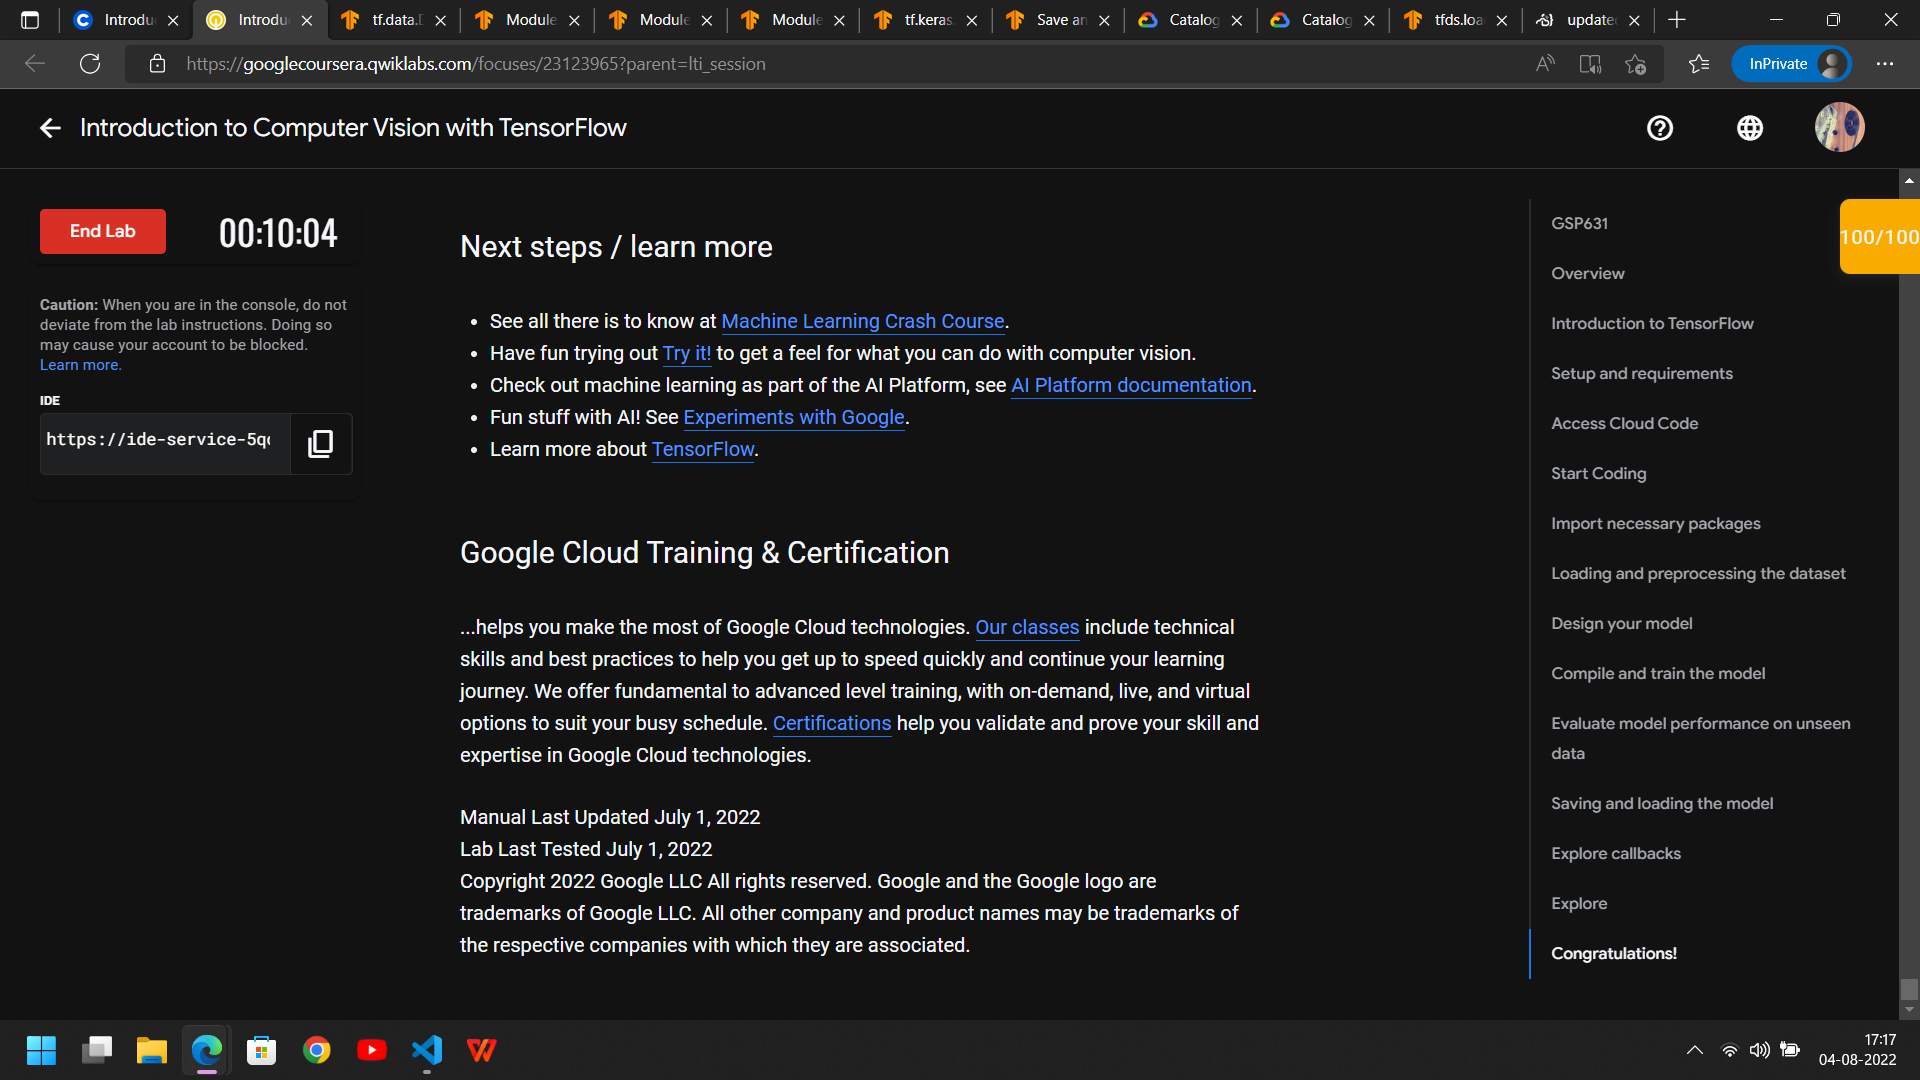 Introdu
Introdu
tf.data.D
Module
Module
Module
tf.keras.
Save an
Catalog
Catalog
tfds.loa
update
https://googlecoursera.qwiklabs.com/focuses/23123965?parent=lti_session
InPrivate
Introduction to Computer Vision with TensorFlow
End Lab
00:10:04
Caution: When you are in the console, do not
deviate from the lab instructions. Doing so
may cause your account to be blocked.
Learn more.
IDE
https://ide-service-5q
Next steps / learn more
• See all there is to know at Machine Learning Crash Course.
• Have fun trying out Try it! to get a feel for what you can do with computer vision.
• Check out machine learning as part of the AI Platform, see AI Platform documentation.
• Fun stuff with AI! See Experiments with Google.
• Learn more about TensorFlow.
Google Cloud Training & Certification
...helps you make the most of Google Cloud technologies. Our classes include technical
skills and best practices to help you get up to speed quickly and continue your learning
journey. We offer fundamental to advanced level training, with on-demand, live, and virtual
options to suit your busy schedule. Certifications help you validate and prove your skill and
expertise in Google Cloud technologies.
Manual Last Updated July 1, 2022
Lab Last Tested July 1, 2022
Copyright 2022 Google LLC All rights reserved. Google and the Google logo are
trademarks of Google LLC. All other company and product names may be trademarks of
the respective companies with which they are associated.
GSP631
100/100
Overview
Introduction to TensorFlow
Setup and requirements
Access Cloud Code
Start Coding
Import necessary packages
Loading and preprocessing the dataset
Design your model
Compile and train the model
Evaluate model performance on unseen
data
Saving and loading the model
Explore callbacks
Explore
Congratulations!
17:17
04-08-2022